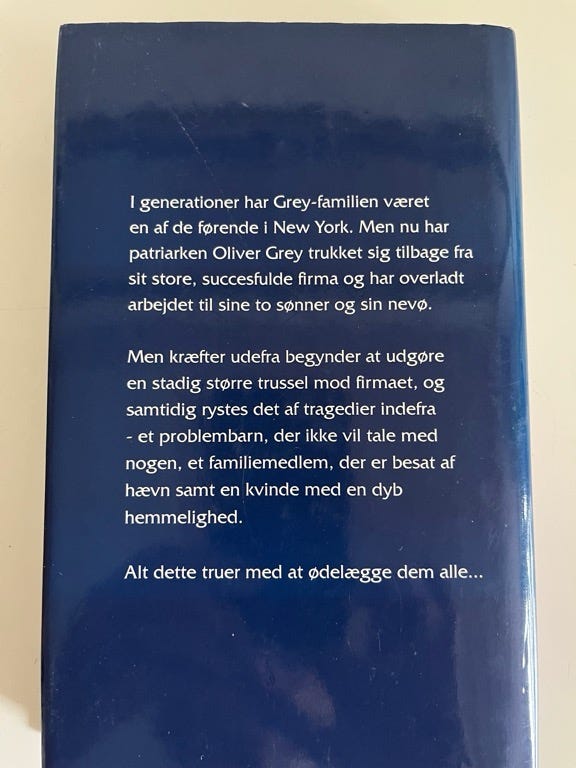 I generationer har Grey-familien været
en af de førende i New York. Men nu har
patriarken Oliver Grey trukket sig tilbage fra
sit store, succesfulde firma og har overladt
arbejdet til sine to sønner og sin nevø.
Men kræfter udefra begynder at udgøre
en stadig større trussel mod firmaet, og
samtidig rystes det af tragedier indefra
- et problembarn, der ikke vil tale med
nogen, et familiemedlem, der er besat af
hævn samt en kvinde med en dyb
hemmelighed.
Alt dette truer med at ødelægge dem alle...